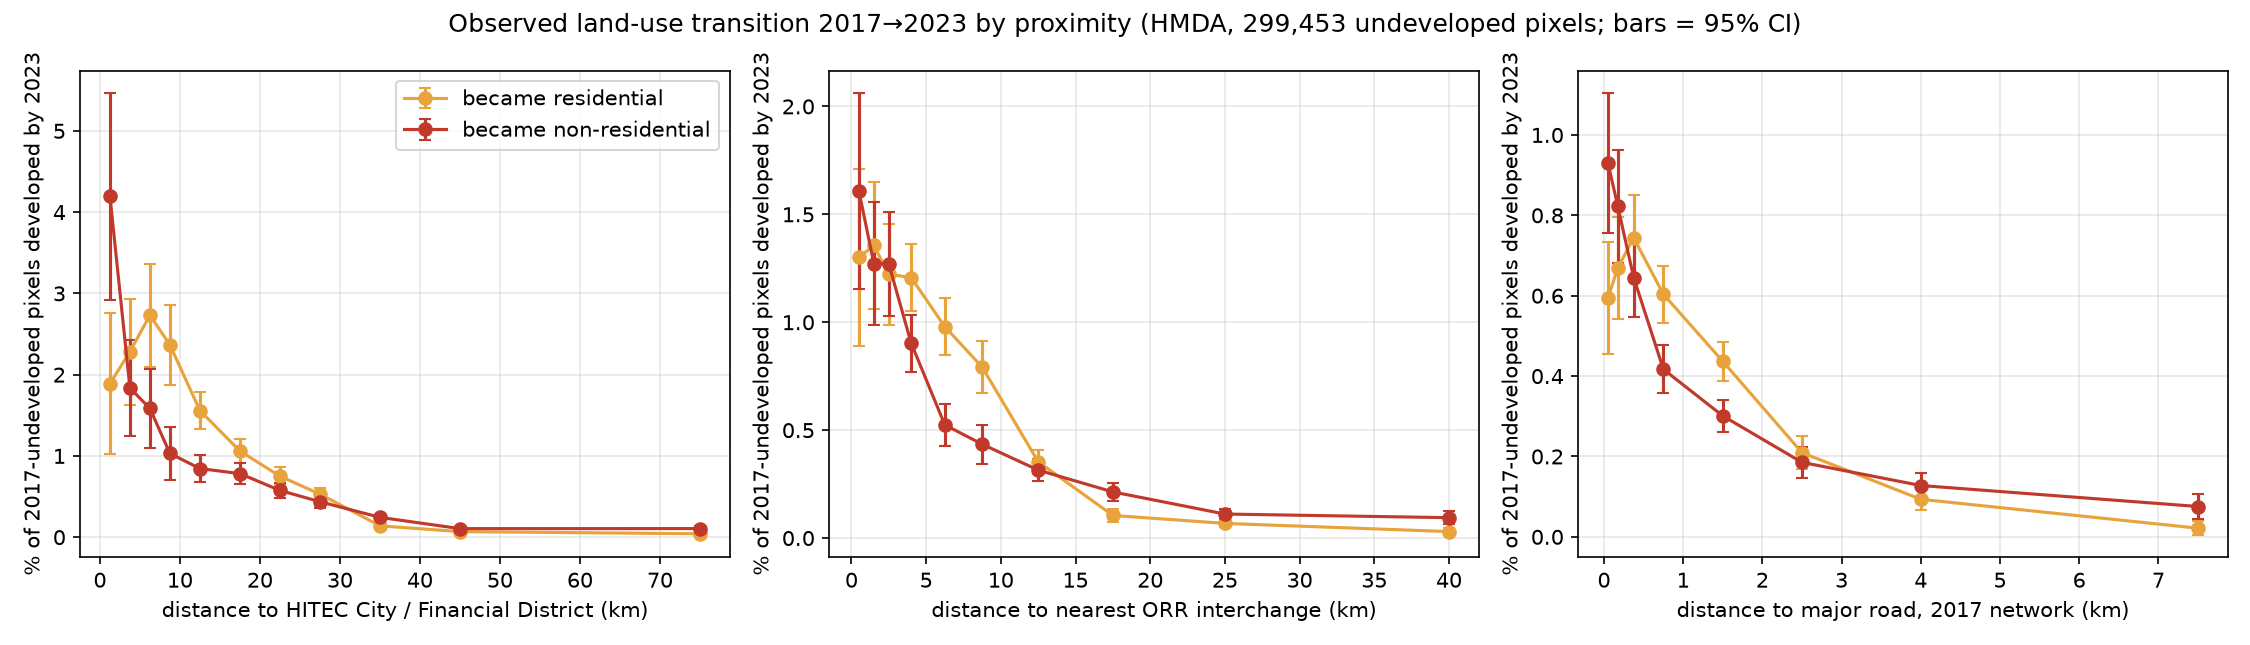 Observed land-use transition 2017→2023 by proximity (HMDA, 299,453 undeveloped pixels; bars = 95% CI)
% of 2017-undeveloped pixels developed by 2023
5
4
3
2
1
0
became residential
became non-residential
0 10 20 30 40 50 60 70
distance to HITEC City / Financial District (km)
% of 2017-undeveloped pixels developed by 2023
2.0
1.5
1.0
0.5
0.0
0 5 10 15 20 25 30 35 40
distance to nearest ORR interchange (km)
% of 2017-undeveloped pixels developed by 2023
1.0
0.8
0.6
0.4
0.2
0.0
0 1 2 3 4 5 6 7
distance to major road, 2017 network (km)